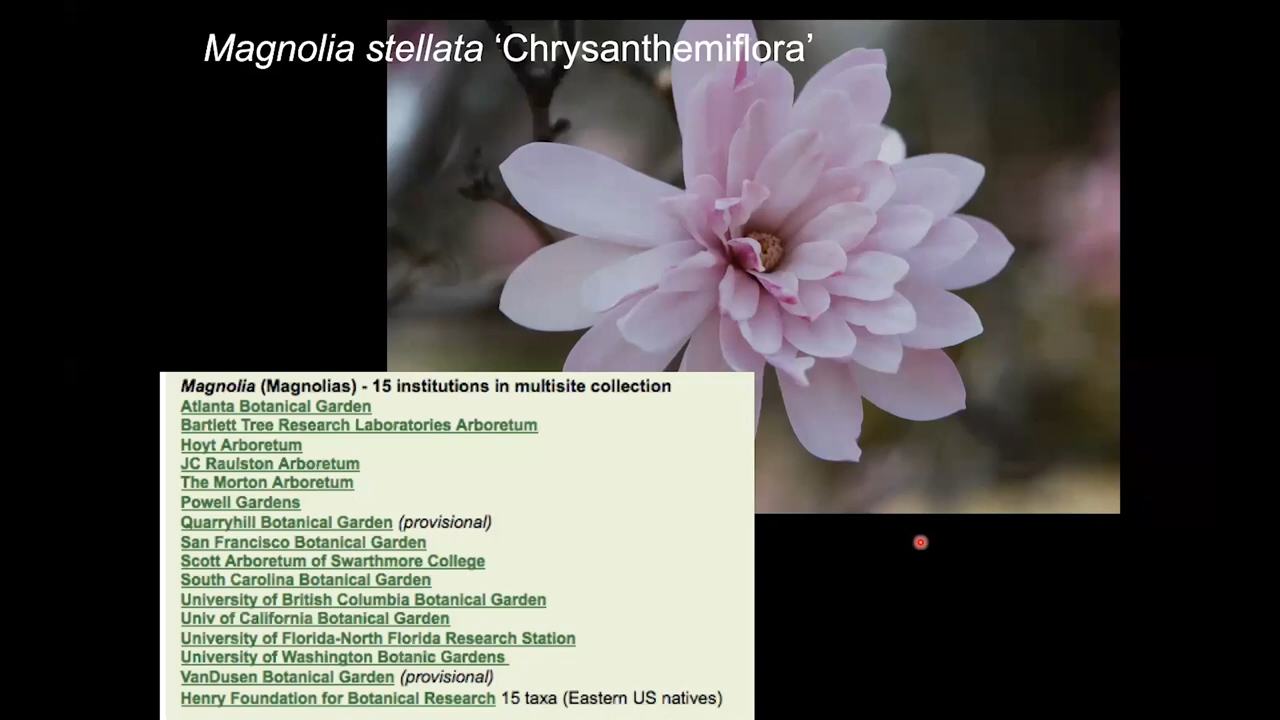 Magnolia stellata ‘Chrysanthemiflora’
Magnolia (Magnolias) - 15 institutions in multisite collection
Atlanta Botanical Garden
Bartlett Tree Research Laboratories Arboretum
Hoyt Arboretum
JC Raulston Arboretum
The Morton Arboretum
Powell Gardens
Quarryhill Botanical Garden (provisional)
San Francisco Botanical Garden
Scott Arboretum of Swarthmore College
South Carolina Botanical Garden
University of British Columbia Botanical Garden
Univ of California Botanical Garden
University of Florida-North Florida Research Station
University of Washington Botanic Gardens
VanDusen Botanical Garden (provisional)
Henry Foundation for Botanical Research 15 taxa (Eastern US natives)